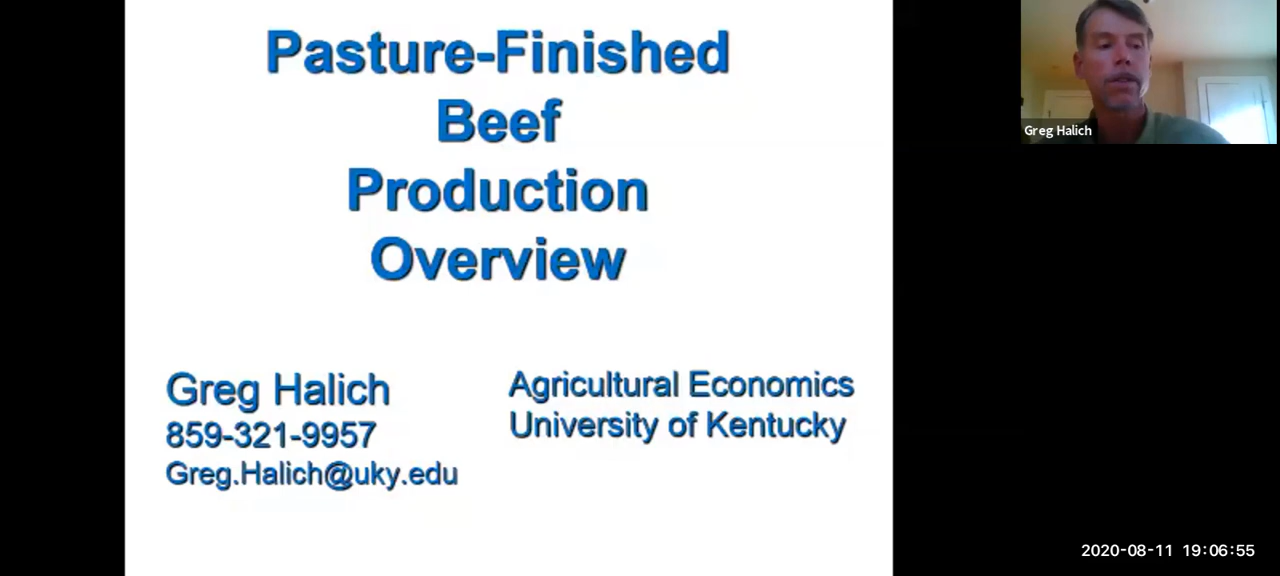 Pasture-Finished
Beef
Production
Overview
Greg Halich
859-321-9957
Greg.Halich@uky.edu
Agricultural Economics
University of Kentucky
Greg Halich
2020-08-11 19:06:55